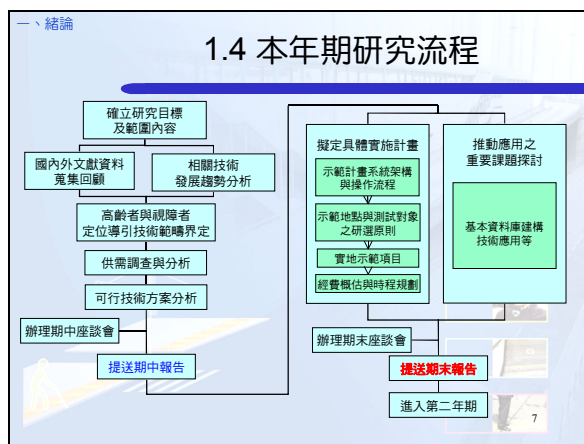 一、緒論
1.4 本年期研究流程
確立研究目標
及範圍內容
國內外文獻資料
蒐集回顧
相關技術
發展趨勢分析
高齡者與視障者
定位導引技術範疇界定
供需調查與分析
可行技術方案分析
辦理期中座談會
提送期中報告
擬定具體實施計畫
示範計畫系統架構
與操作流程
示範地點與測試對象
之研選原則
實地示範項目
經費概估與時程規劃
推動應用之
重要課題探討
基本資料庫建構
技術應用等
辦理期末座談會
提送期末報告
進入第二年期
7